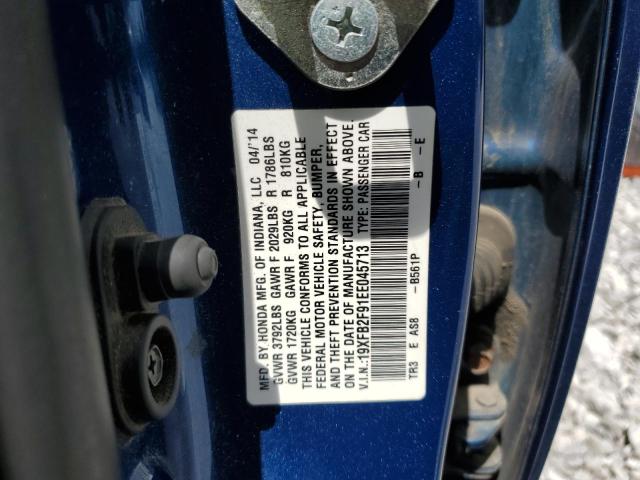 MFD. BY HONDA MFG. OF INDIANA, LLC 04/'14
GVWR 3792LBS GAWR F 2029LBS R 1786LBS
GVWR 1720KG GAWR F 920KG R 810KG
THIS VEHICLE CONFORMS TO ALL APPLICABLE
FEDERAL MOTOR VEHICLE SAFETY, BUMPER,
AND THEFT PREVENTION STANDARDS IN EFFECT
ON THE DATE OF MANUFACTURE SHOWN ABOVE.
V.I.N.:19XFB2F91EE045713 TYPE: PASSENGER CAR
TR3 E AS8 -B561P -B -E